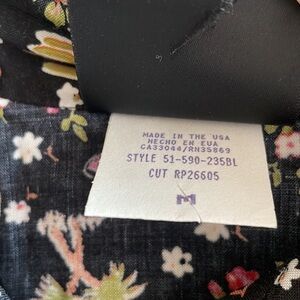 MADE IN THE USA
HECHO EN EUA
CA33044/RN35869
STYLE 51-590-235BL
CUT RP26605
M